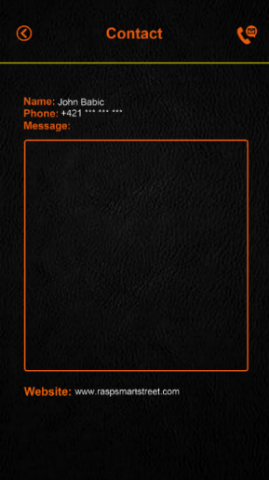 Contact
Name: John Babic
Phone: +421 *** *** ***
Message:
Website: www.raspsmartstreet.com